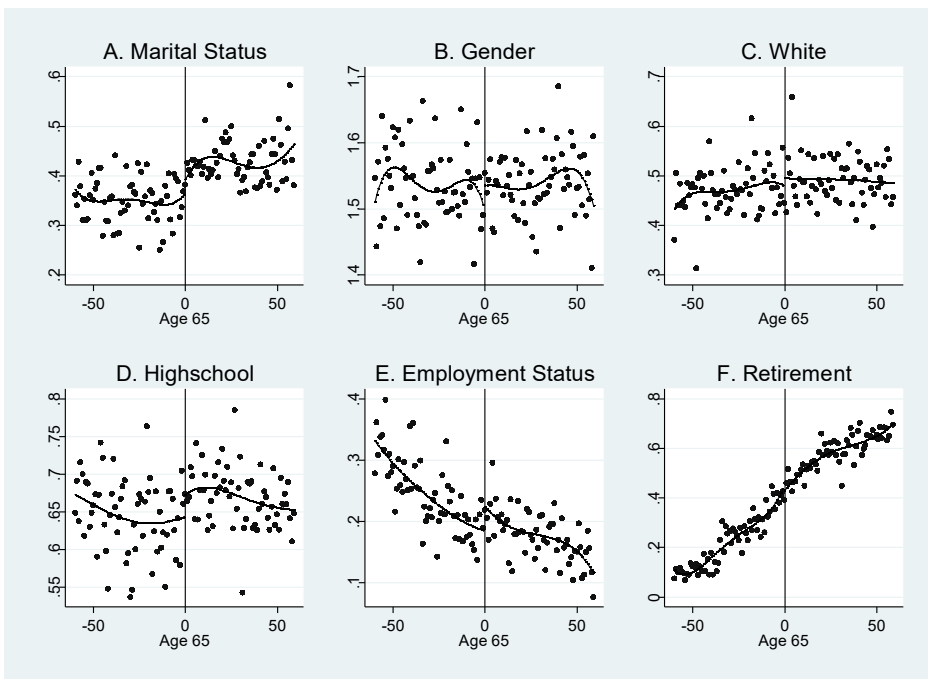 A. Marital Status
B. Gender
C. White
.6
.5
.4
.3
.2
-50 0 50
Age 65
1.7
1.6
1.5
1.4
-50 0 50
Age 65
.7
.6
.5
.4
.3
-50 0 50
Age 65
D. Highschool
E. Employment Status
F. Retirement
.8
.75
.7
.65
.6
.55
-50 0 50
Age 65
.4
.3
.2
.1
-50 0 50
Age 65
.8
.6
.4
.2
0
-50 0 50
Age 65